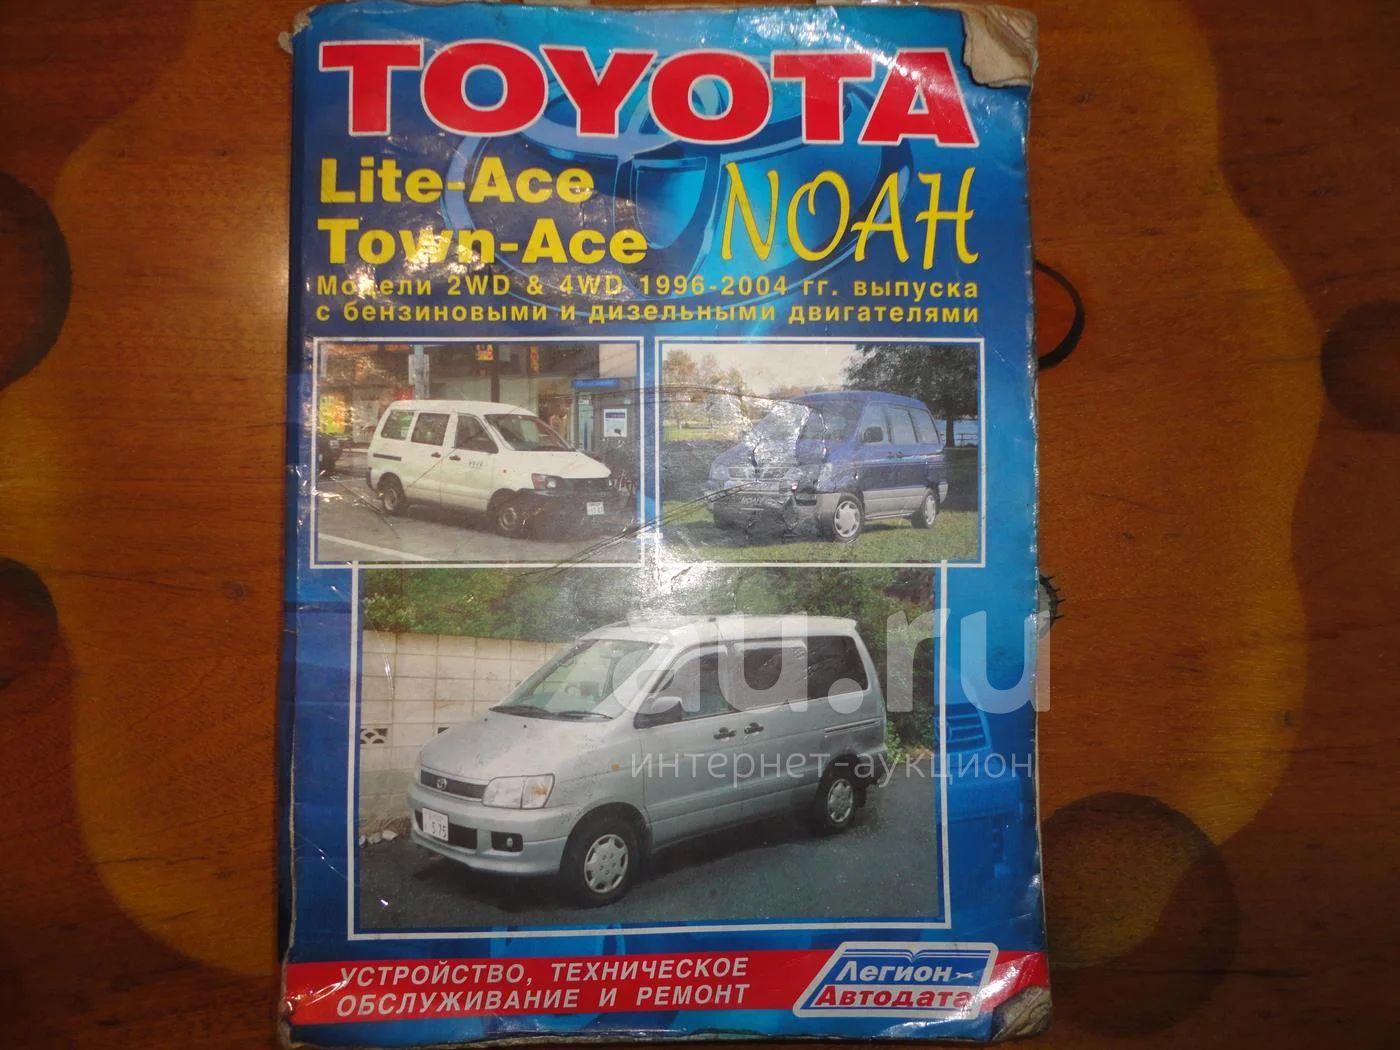 TOYOTA
Lite-Ace
Town-Ace
NOAH
Модели 2WD & 4WD 1996-2004 гг. выпуска
с бензиновыми и дизельными двигателями
au.ru
интернет-аукцион
УСТРОЙСТВО, ТЕХНИЧЕСКОЕ
ОБСЛУЖИВАНИЕ И РЕМОНТ
Легион-
Автодата